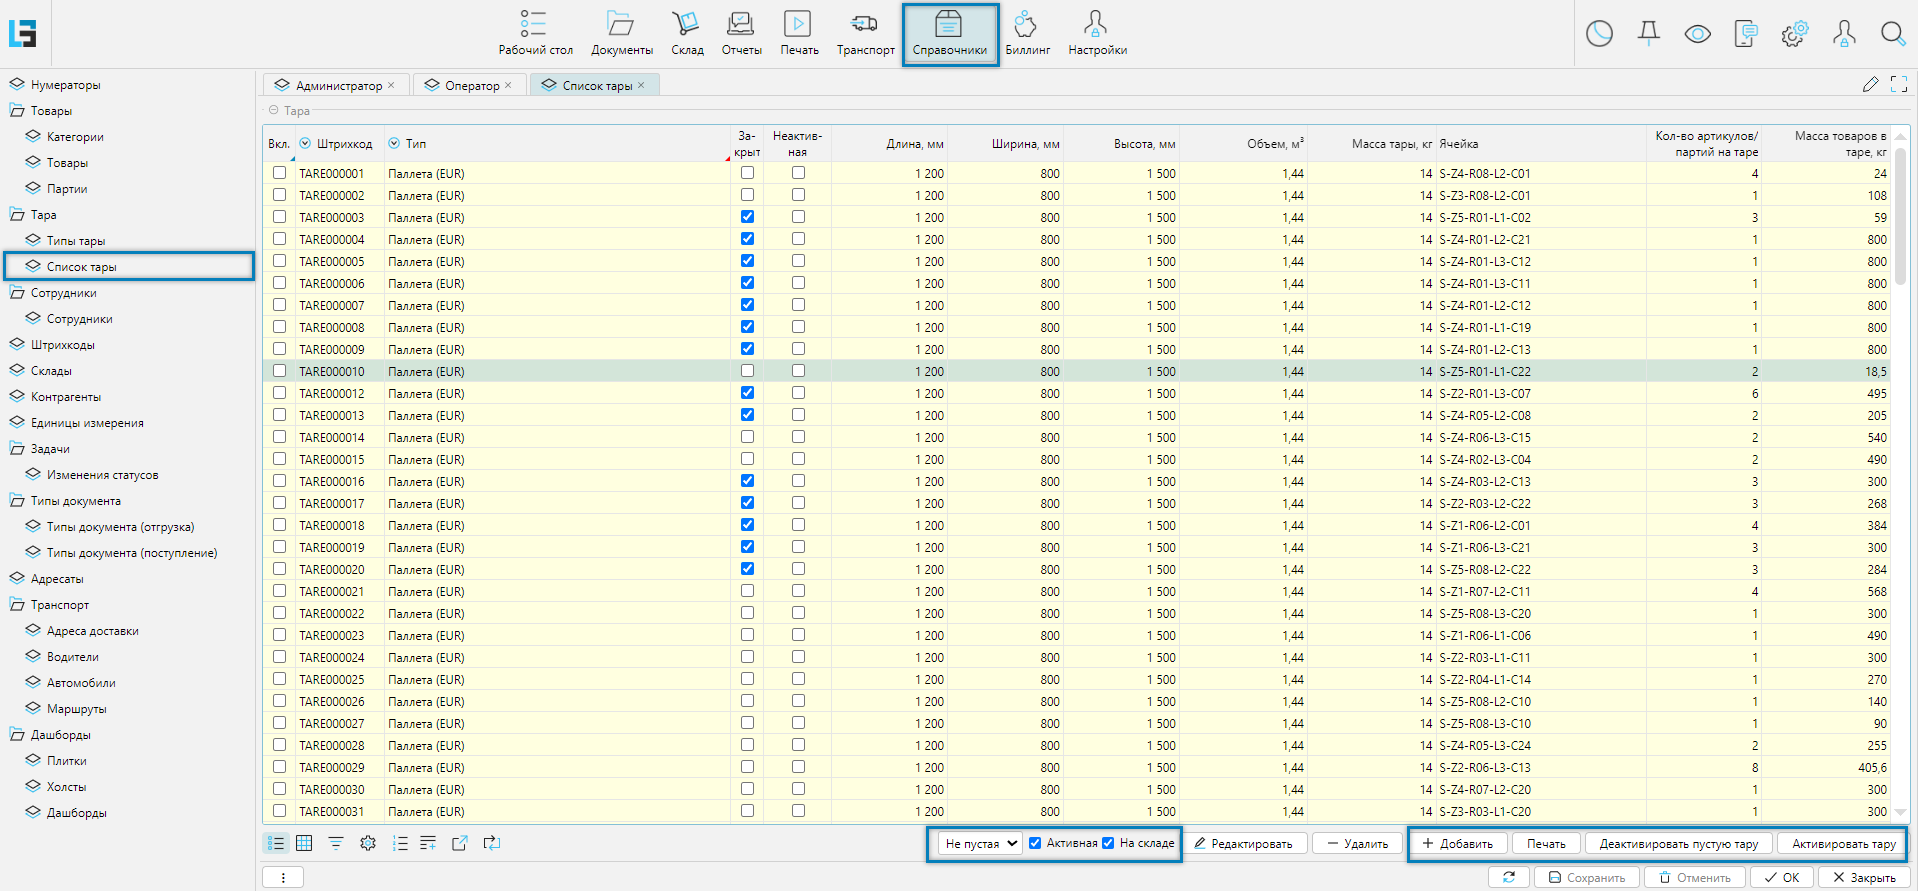 Рабочий стол Документы Склад Отчеты Печать Транспорт Справочники Биллинг Настройки
Нумераторы
Товары
Категории
Товары
Партии
Тара
Типы тары
Список тары
Сотрудники
Сотрудники
Штрихкоды
Склады
Контрагенты
Единицы измерения
Задачи
Изменения статусов
Типы документа
Типы документа (отгрузка)
Типы документа (поступление)
Адресаты
Транспорт
Адреса доставки
Водители
Автомобили
Маршруты
Дашборды
Плитки
Холсты
Дашборды
Администратор × Оператор × Список тары ×
Тара
Вкл. Штрихкод Тип За-крыт Неактив-ная Длина, мм Ширина, мм Высота, мм Объем, м³ Масса тары, кг Ячейка Кол-во артикулов/партий на таре Масса товаров в таре, кг
TARE000001 Паллета (EUR) 1 200 800 1 500 1,44 14 S-Z4-R08-L2-C01 4 24
TARE000002 Паллета (EUR) 1 200 800 1 500 1,44 14 S-Z3-R08-L2-C01 1 108
TARE000003 Паллета (EUR) 1 200 800 1 500 1,44 14 S-Z5-R01-L1-C02 3 59
TARE000004 Паллета (EUR) 1 200 800 1 500 1,44 14 S-Z4-R01-L2-C21 1 800
TARE000005 Паллета (EUR) 1 200 800 1 500 1,44 14 S-Z4-R01-L3-C12 1 800
TARE000006 Паллета (EUR) 1 200 800 1 500 1,44 14 S-Z4-R01-L3-C11 1 800
TARE000007 Паллета (EUR) 1 200 800 1 500 1,44 14 S-Z4-R01-L2-C12 1 800
TARE000008 Паллета (EUR) 1 200 800 1 500 1,44 14 S-Z4-R01-L1-C19 1 800
TARE000009 Паллета (EUR) 1 200 800 1 500 1,44 14 S-Z4-R01-L2-C13 1 800
TARE000010 Паллета (EUR) 1 200 800 1 500 1,44 14 S-Z5-R01-L1-C22 2 18,5
TARE000012 Паллета (EUR) 1 200 800 1 500 1,44 14 S-Z2-R01-L3-C07 6 495
TARE000013 Паллета (EUR) 1 200 800 1 500 1,44 14 S-Z4-R05-L2-C08 2 205
TARE000014 Паллета (EUR) 1 200 800 1 500 1,44 14 S-Z4-R06-L3-C15 2 540
TARE000015 Паллета (EUR) 1 200 800 1 500 1,44 14 S-Z4-R02-L3-C04 2 490
TARE000016 Паллета (EUR) 1 200 800 1 500 1,44 14 S-Z4-R03-L2-C13 3 300
TARE000017 Паллета (EUR) 1 200 800 1 500 1,44 14 S-Z2-R03-L2-C22 3 268
TARE000018 Паллета (EUR) 1 200 800 1 500 1,44 14 S-Z1-R06-L2-C01 4 384
TARE000019 Паллета (EUR) 1 200 800 1 500 1,44 14 S-Z1-R06-L3-C21 3 300
TARE000020 Паллета (EUR) 1 200 800 1 500 1,44 14 S-Z5-R08-L2-C22 3 284
TARE000021 Паллета (EUR) 1 200 800 1 500 1,44 14 S-Z1-R07-L2-C11 4 568
TARE000022 Паллета (EUR) 1 200 800 1 500 1,44 14 S-Z5-R08-L3-C20 1 300
TARE000023 Паллета (EUR) 1 200 800 1 500 1,44 14 S-Z1-R06-L1-C06 1 490
TARE000024 Паллета (EUR) 1 200 800 1 500 1,44 14 S-Z2-R03-L1-C11 1 300
TARE000025 Паллета (EUR) 1 200 800 1 500 1,44 14 S-Z2-R04-L1-C14 1 270
TARE000026 Паллета (EUR) 1 200 800 1 500 1,44 14 S-Z5-R08-L2-C10 1 140
TARE000027 Паллета (EUR) 1 200 800 1 500 1,44 14 S-Z5-R08-L3-C10 1 90
TARE000028 Паллета (EUR) 1 200 800 1 500 1,44 14 S-Z4-R05-L3-C24 2 255
TARE000029 Паллета (EUR) 1 200 800 1 500 1,44 14 S-Z2-R06-L3-C13 8 405,6
TARE000030 Паллета (EUR) 1 200 800 1 500 1,44 14 S-Z4-R07-L2-C20 1 300
TARE000031 Паллета (EUR) 1 200 800 1 500 1,44 14 S-Z3-R03-L1-C20 1 300
Не пустая Активная На складе Редактировать Удалить Добавить Печать Деактивировать пустую тару Активировать тару
Сохранить Отменить ОК Закрыть